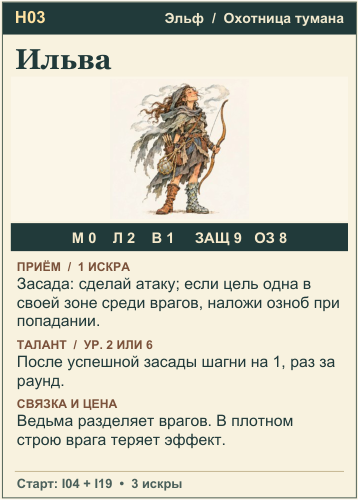 H03
Эльф / Охотница тумана
Ильва
М 0 Л 2 В 1 ЗАЩ 9 ОЗ 8
ПРИЁМ / 1 ИСКРА
Засада: сделай атаку; если цель одна в
своей зоне среди врагов, наложи озноб при
попадании.
ТАЛАНТ / УР. 2 ИЛИ 6
После успешной засады шагни на 1, раз за
раунд.
СВЯЗКА И ЦЕНА
Ведьма разделяет врагов. В плотном
строю врага теряет эффект.
Старт: I04 + I19 • 3 искры